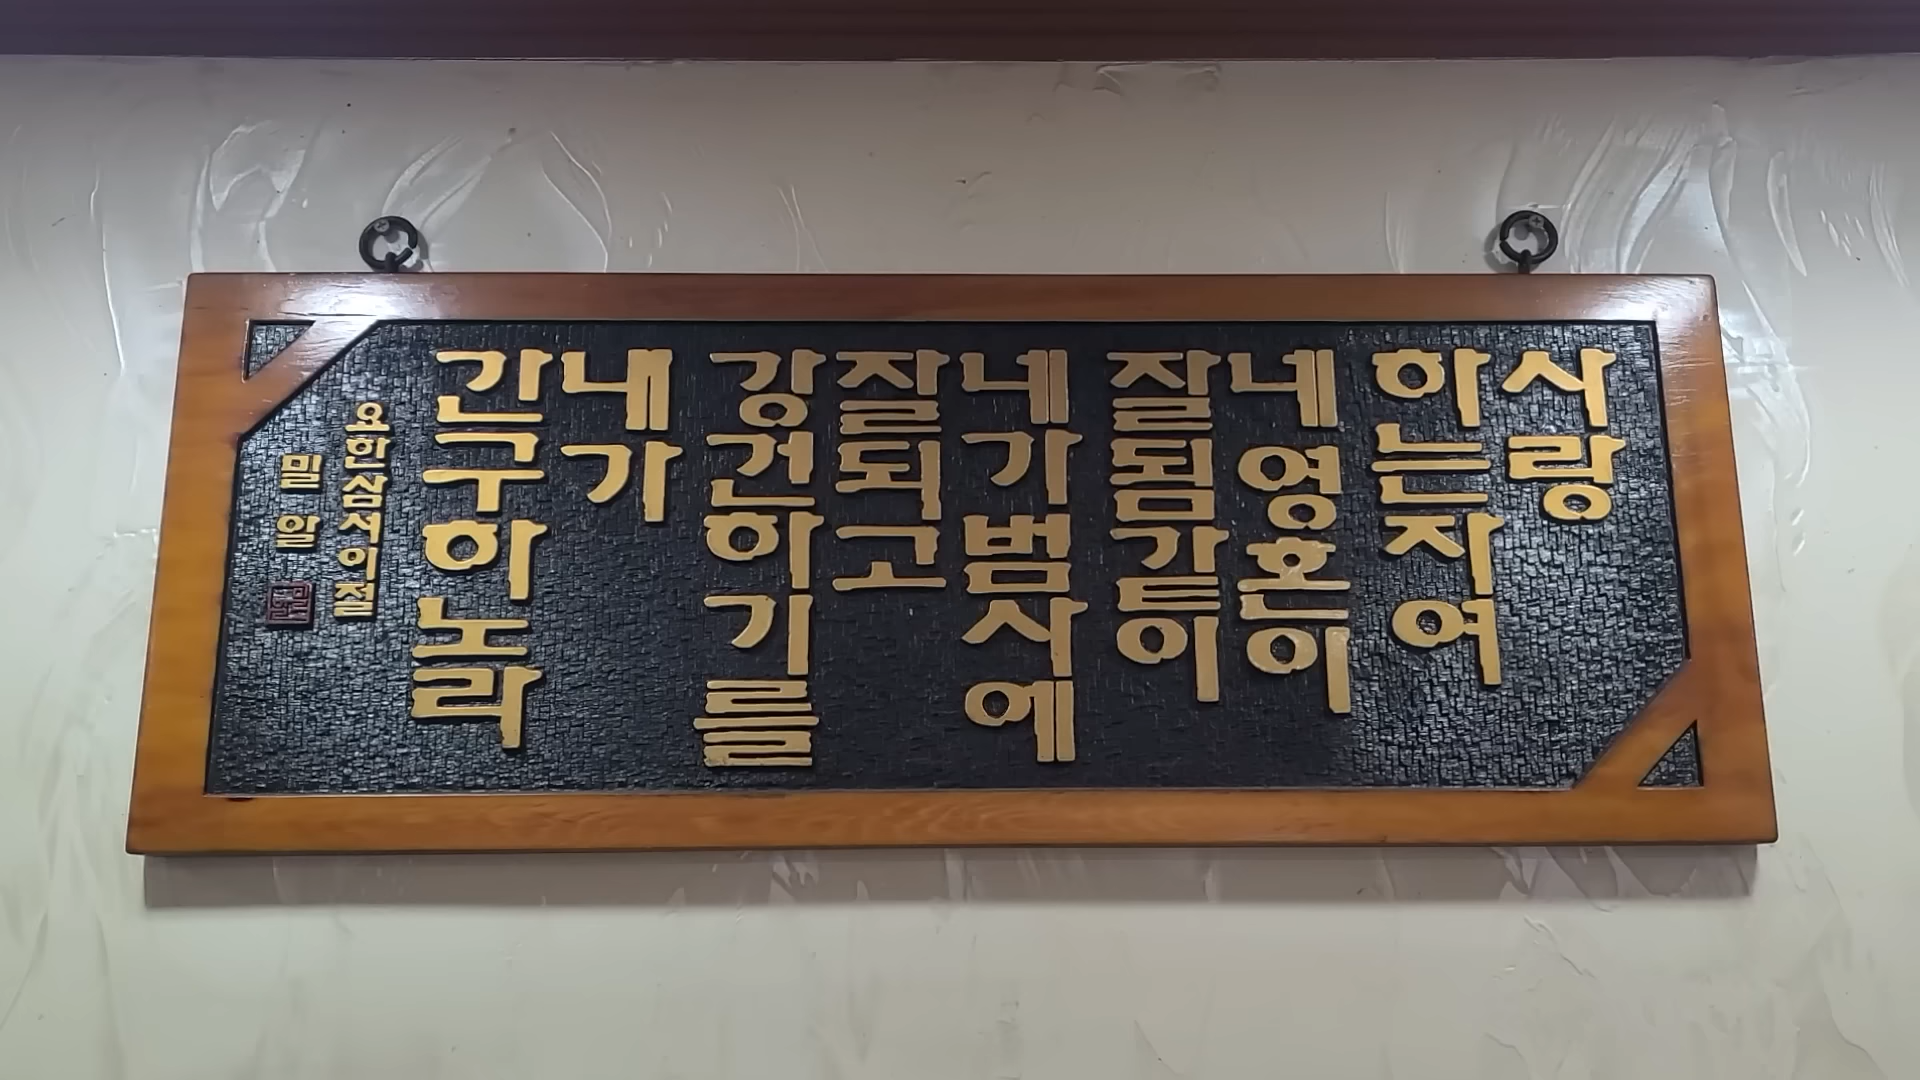 사랑
하는자여
네영혼이
잘됨같이
네가범사에
잘되고
강건하기를
내가
간구하노라
요한삼서이절
밀알